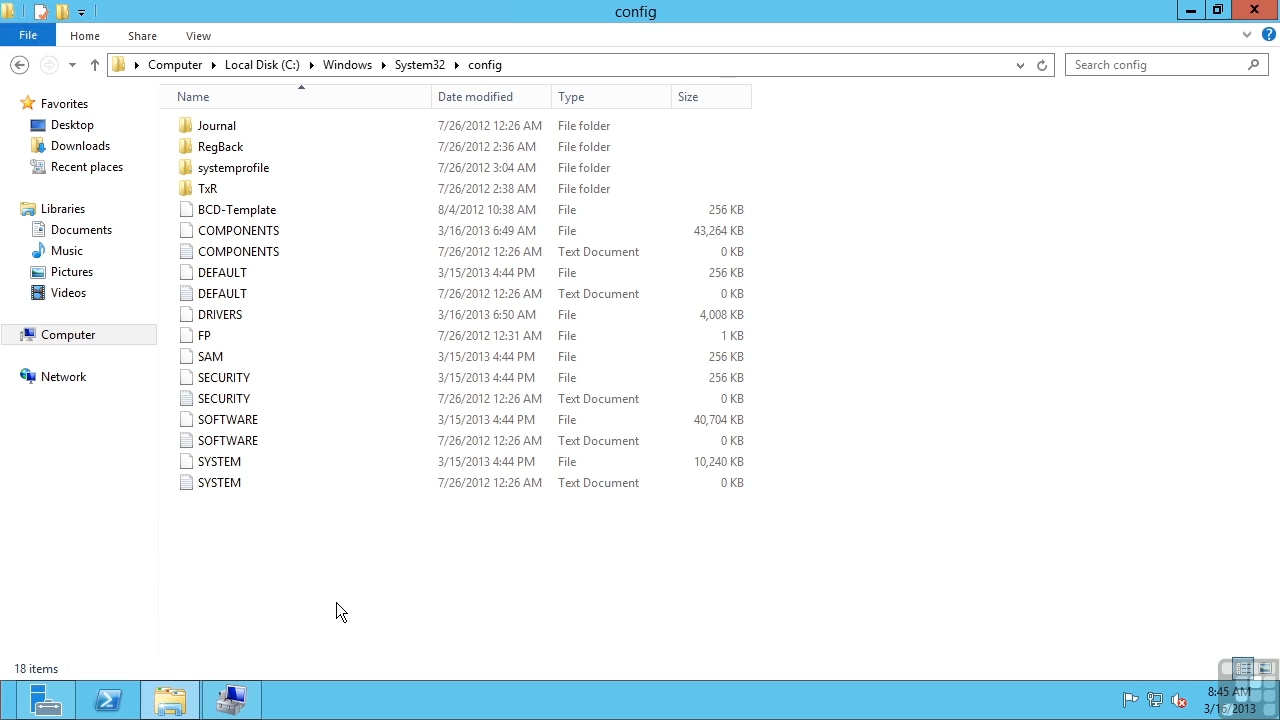 config
File Home Share View
Computer Local Disk (C:) Windows System32 config
Search config
Name Date modified Type Size
Favorites
Desktop
Downloads
Recent places
Libraries
Documents
Music
Pictures
Videos
Computer
Network
Journal 7/26/2012 12:26 AM File folder
RegBack 7/26/2012 2:36 AM File folder
systemprofile 7/26/2012 3:04 AM File folder
TxR 7/26/2012 2:38 AM File folder
BCD-Template 8/4/2012 10:38 AM File 256 KB
COMPONENTS 3/16/2013 6:49 AM File 43,264 KB
COMPONENTS 7/26/2012 12:26 AM Text Document 0 KB
DEFAULT 3/15/2013 4:44 PM File 256 KB
DEFAULT 7/26/2012 12:26 AM Text Document 0 KB
DRIVERS 3/16/2013 6:50 AM File 4,008 KB
FP 7/26/2012 12:31 AM File 1 KB
SAM 3/15/2013 4:44 PM File 256 KB
SECURITY 3/15/2013 4:44 PM File 256 KB
SECURITY 7/26/2012 12:26 AM Text Document 0 KB
SOFTWARE 3/15/2013 4:44 PM File 40,704 KB
SOFTWARE 7/26/2012 12:26 AM Text Document 0 KB
SYSTEM 3/15/2013 4:44 PM File 10,240 KB
SYSTEM 7/26/2012 12:26 AM Text Document 0 KB
18 items
8:45 AM
3/16/2013